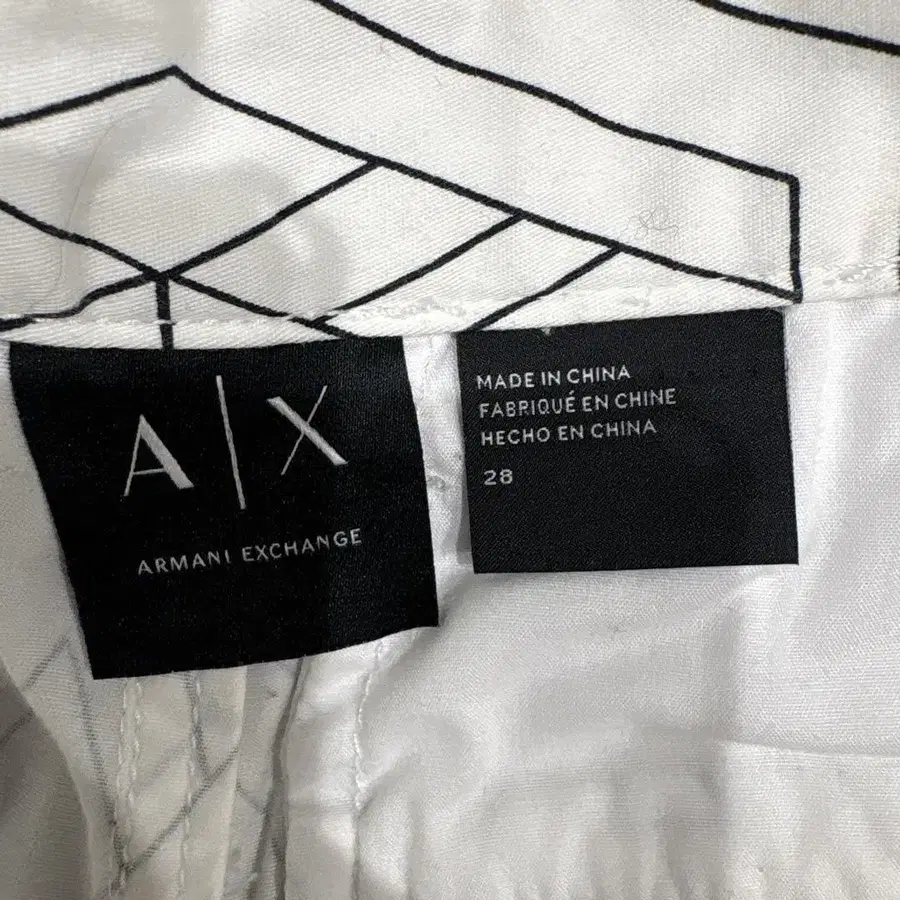 A|X
ARMANI EXCHANGE
MADE IN CHINA
FABRIQUÉ EN CHINE
HECHO EN CHINA
28